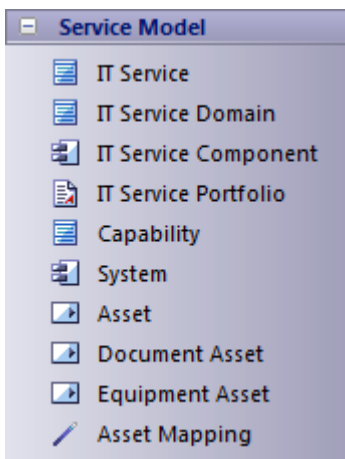 Service Model
IT Service
IT Service Domain
IT Service Component
IT Service Portfolio
Capability
System
Asset
Document Asset
Equipment Asset
Asset Mapping